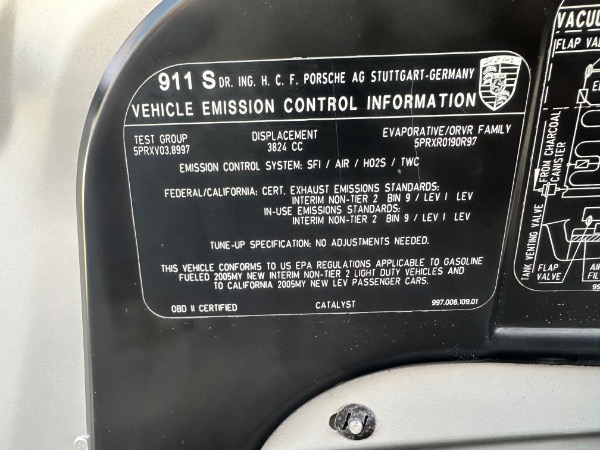 911 S DR. ING. H. C. F. PORSCHE AG STUTTGART-GERMANY
VEHICLE EMISSION CONTROL INFORMATION
TEST GROUP DISPLACEMENT EVAPORATIVE/ORVR FAMILY
5PRXV03.8997 3824 CC 5PRXR0190R97
EMISSION CONTROL SYSTEM: SFI / AIR / HO2S / TWC
FEDERAL/CALIFORNIA: CERT. EXHAUST EMISSIONS STANDARDS:
INTERIM NON-TIER 2 BIN 9 / LEV I LEV
IN-USE EMISSIONS STANDARDS:
INTERIM NON-TIER 2 BIN 9 / LEV I LEV
TUNE-UP SPECIFICATION: NO ADJUSTMENTS NEEDED.
THIS VEHICLE CONFORMS TO US EPA REGULATIONS APPLICABLE TO GASOLINE
FUELED 2005MY NEW INTERIM NON-TIER 2 LIGHT DUTY VEHICLES AND
TO CALIFORNIA 2005MY NEW LEV PASSENGER CARS.
OBD II CERTIFIED CATALYST 997.006.109.01
FLAP VAL
FROM CHARCOAL
CANISTER
TANK VENTING VALVE
FLAP
VALVE